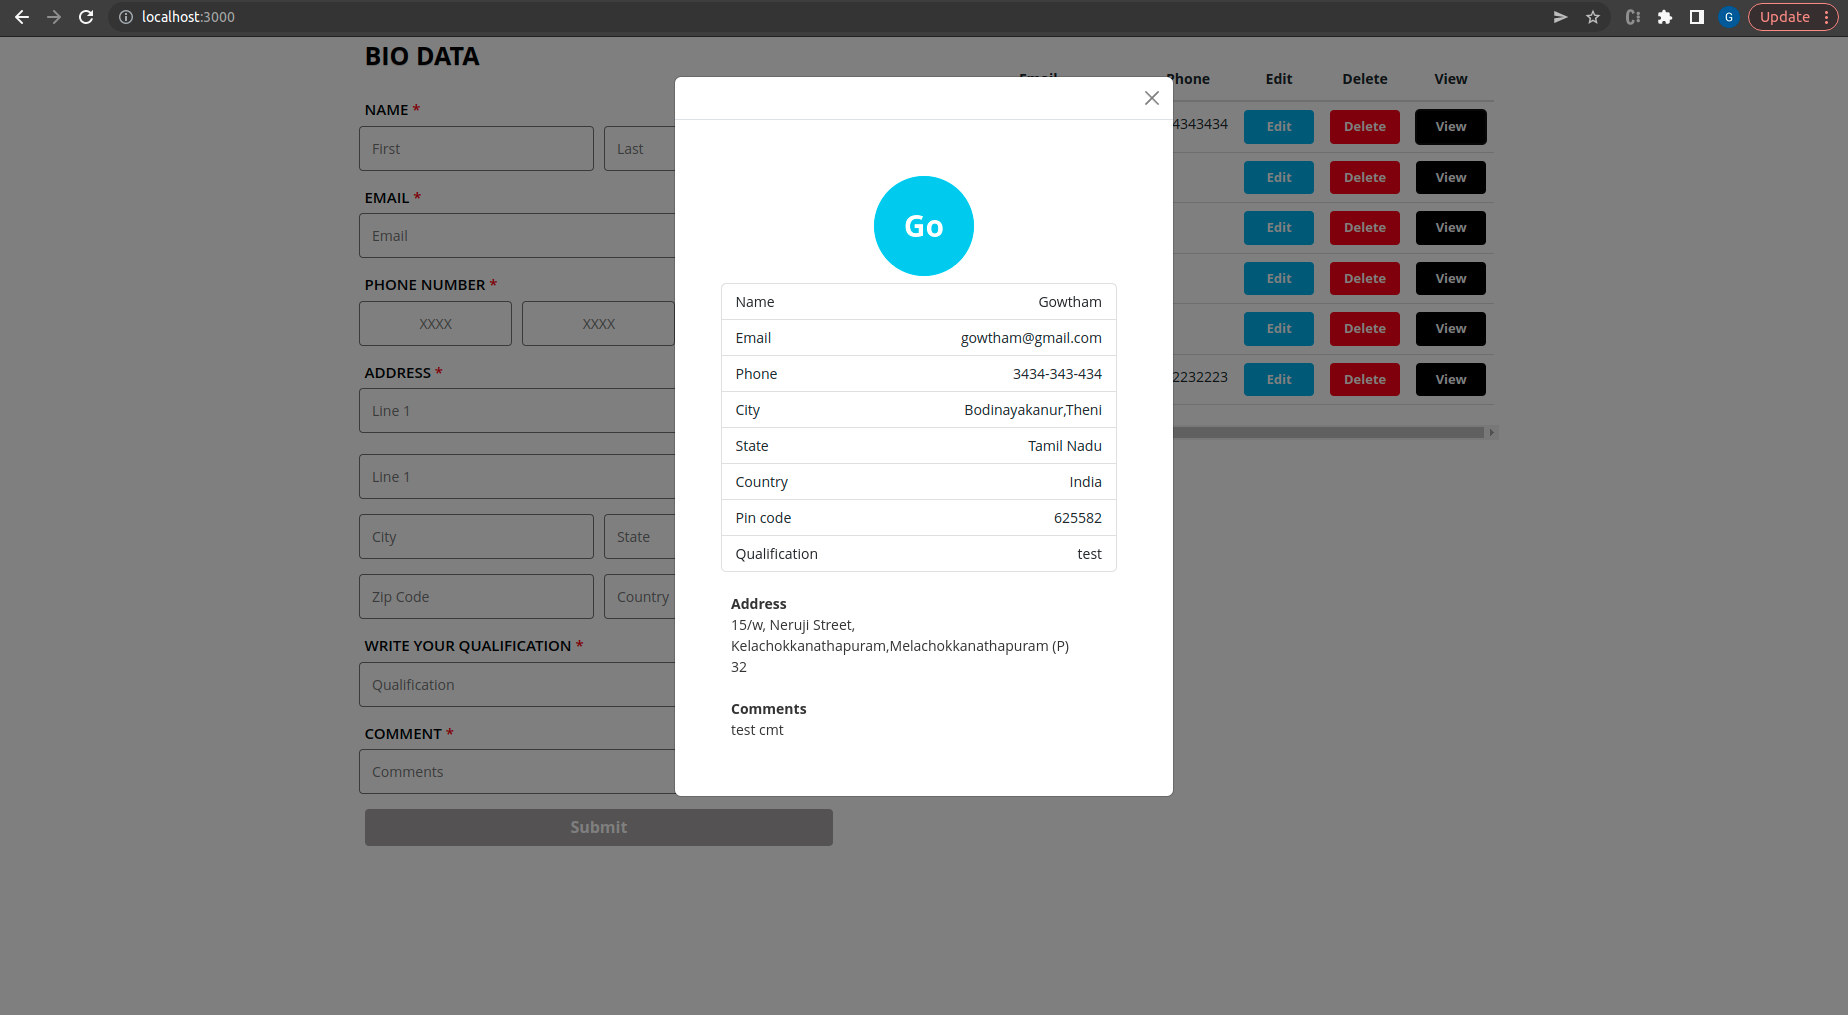 localhost:3000
G
Update
BIO DATA
Email Phone Edit Delete View
NAME *
First
Last
4343434 Edit Delete View
Edit Delete View
EMAIL *
Email
Edit Delete View
PHONE NUMBER *
XXXX
XXXX
Edit Delete View
Edit Delete View
ADDRESS *
2232223 Edit Delete View
Line 1
Line 1
City
State
Zip Code
Country
WRITE YOUR QUALIFICATION *
Qualification
COMMENT *
Comments
Submit
Go
Name Gowtham
Email gowtham@gmail.com
Phone 3434-343-434
City Bodinayakanur,Theni
State Tamil Nadu
Country India
Pin code 625582
Qualification test
Address
15/w, Neruji Street,
Kelachokkanathapuram,Melachokkanathapuram (P)
32
Comments
test cmt